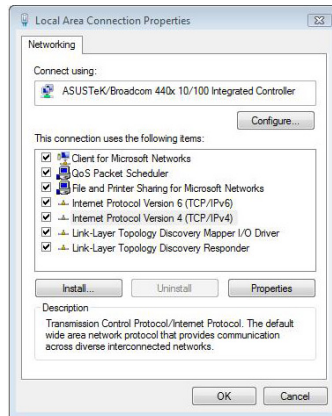 Local Area Connection Properties
Networking
Connect using:
ASUSTeK/Broadcom 440x 10/100 Integrated Controller
Configure...
This connection uses the following items:
Client for Microsoft Networks
QoS Packet Scheduler
File and Printer Sharing for Microsoft Networks
Internet Protocol Version 6 (TCP/IPv6)
Internet Protocol Version 4 (TCP/IPv4)
Link-Layer Topology Discovery Mapper I/O Driver
Link-Layer Topology Discovery Responder
Install... Uninstall Properties
Description
Transmission Control Protocol/Internet Protocol. The default
wide area network protocol that provides communication
across diverse interconnected networks.
OK Cancel